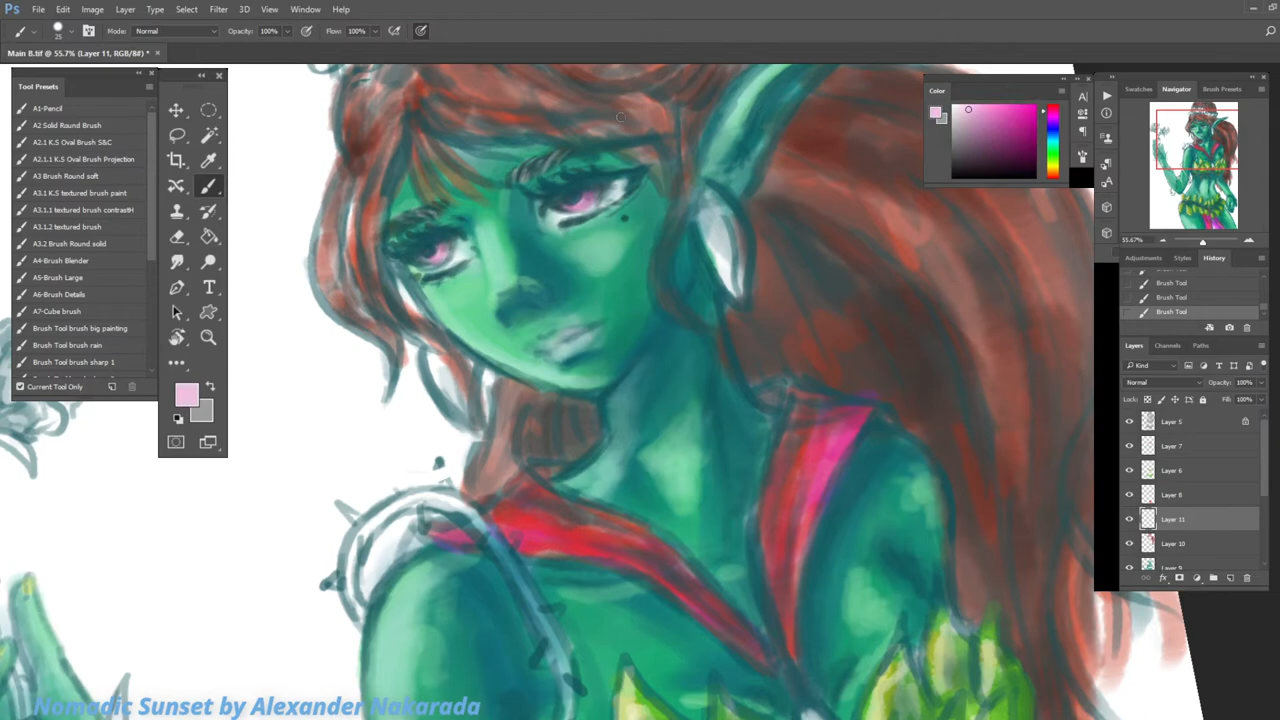 Ps File Edit Image Layer Type Select Filter 3D View Window Help
25 Mode: Normal Opacity: 100% Flow: 100%
Main B.tif @ 55.7% (Layer 11, RGB/8#) * ×
Tool Presets
A1-Pencil
A2 Solid Round Brush
A2.1 K.S Oval Brush S&C
A2.1.1 K.S Oval Brush Projection
A3 Brush Round soft
A3.1 K.S textured brush paint
A3.1.1 textured brush contrastH
A3.1.2 textured brush
A3.2 Brush Round solid
A4-Brush Blender
A5-Brush Large
A6-Brush Details
A7-Cube brush
Brush Tool brush big painting
Brush Tool brush rain
Brush Tool brush sharp 1
Current Tool Only
Color
Swatches Navigator Brush Presets
55.67%
Adjustments Styles History
Brush Tool
Brush Tool
Brush Tool
Layers Channels Paths
Kind
Normal Opacity: 100%
Lock: Fill: 100%
Layer 5
Layer 7
Layer 6
Layer 8
Layer 11
Layer 10
Layer 9
Nomadic Sunset by Alexander Nakarada